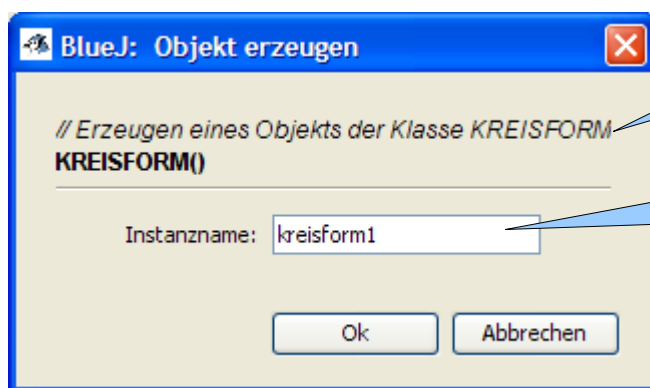 BlueJ: Objekt erzeugen
// Erzeugen eines Objekts der Klasse KREISFORM
KREISFORM()
Instanzname: kreisform1
Ok Abbrechen